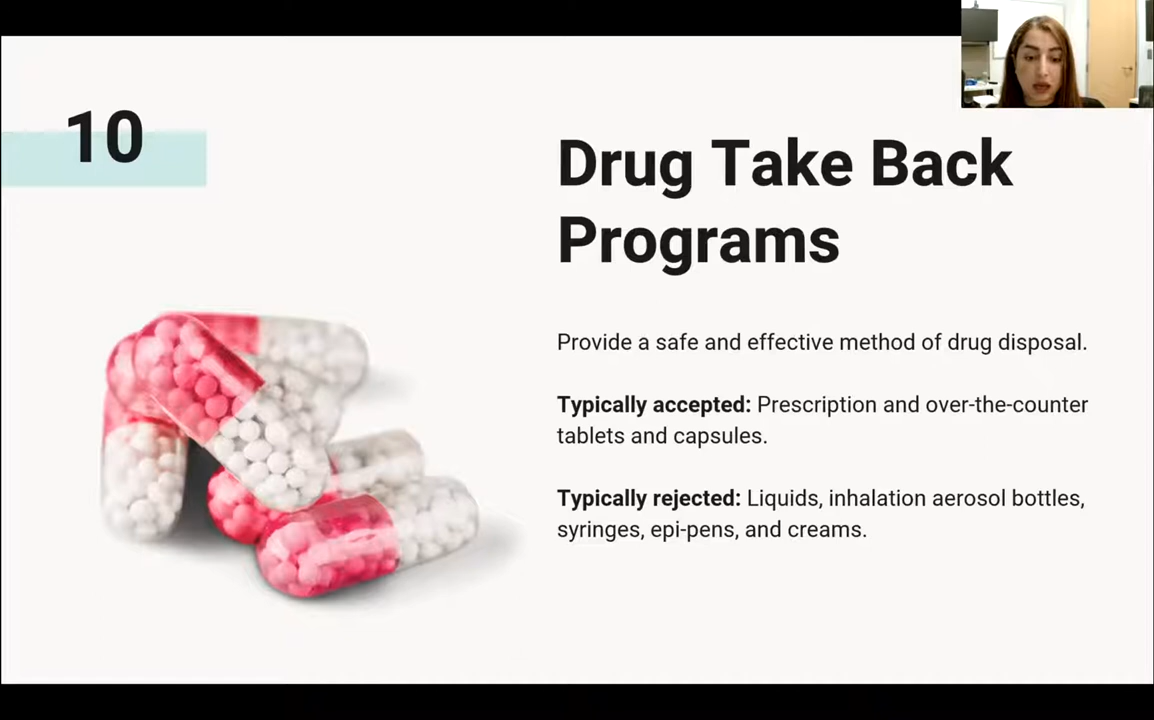 10
Drug Take Back
Programs
Provide a safe and effective method of drug disposal.
Typically accepted: Prescription and over-the-counter
tablets and capsules.
Typically rejected: Liquids, inhalation aerosol bottles,
syringes, epi-pens, and creams.